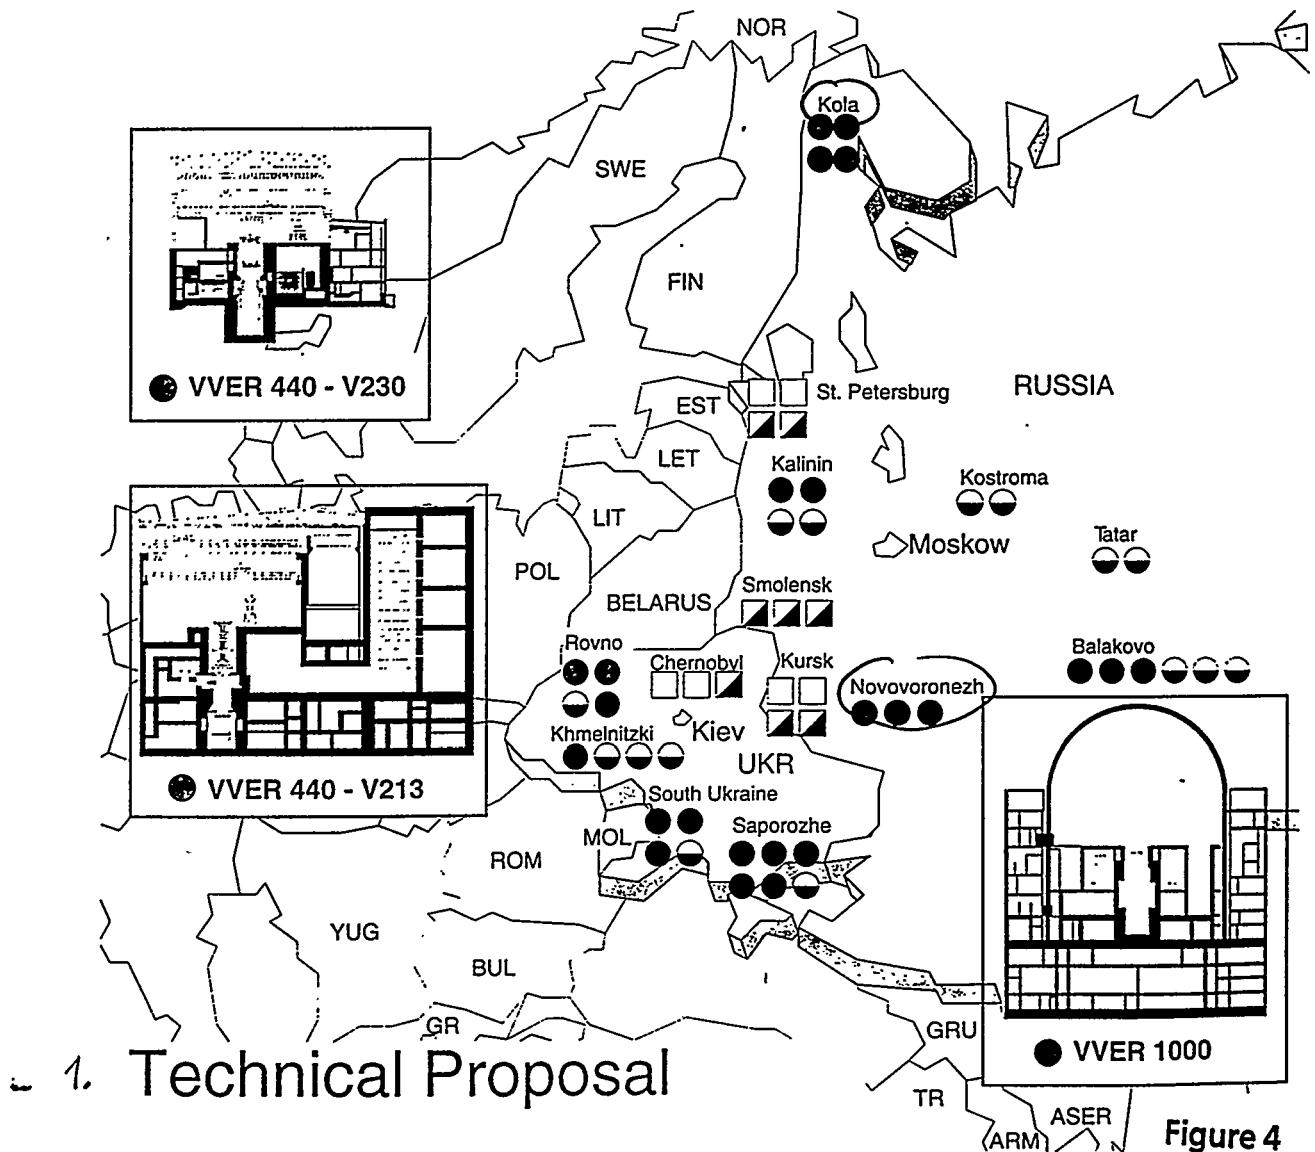 NOR
Kola
SWE
FIN
VVER 440 - V230
St. Petersburg
RUSSIA
EST
LET
Kalinin
Kostroma
LIT
Moskow
Tatar
POL
Smolensk
BELARUS
Rovno
Chernobyl
Kursk
Balakovo
Novovoronezh
Khmelnitzki
Kiev
UKR
VVER 440 - V213
South Ukraine
MOL
Saporozhe
ROM
YUG
BUL
GR
GRU
VVER 1000
1. Technical Proposal
TR
ASER
ARM
Figure 4